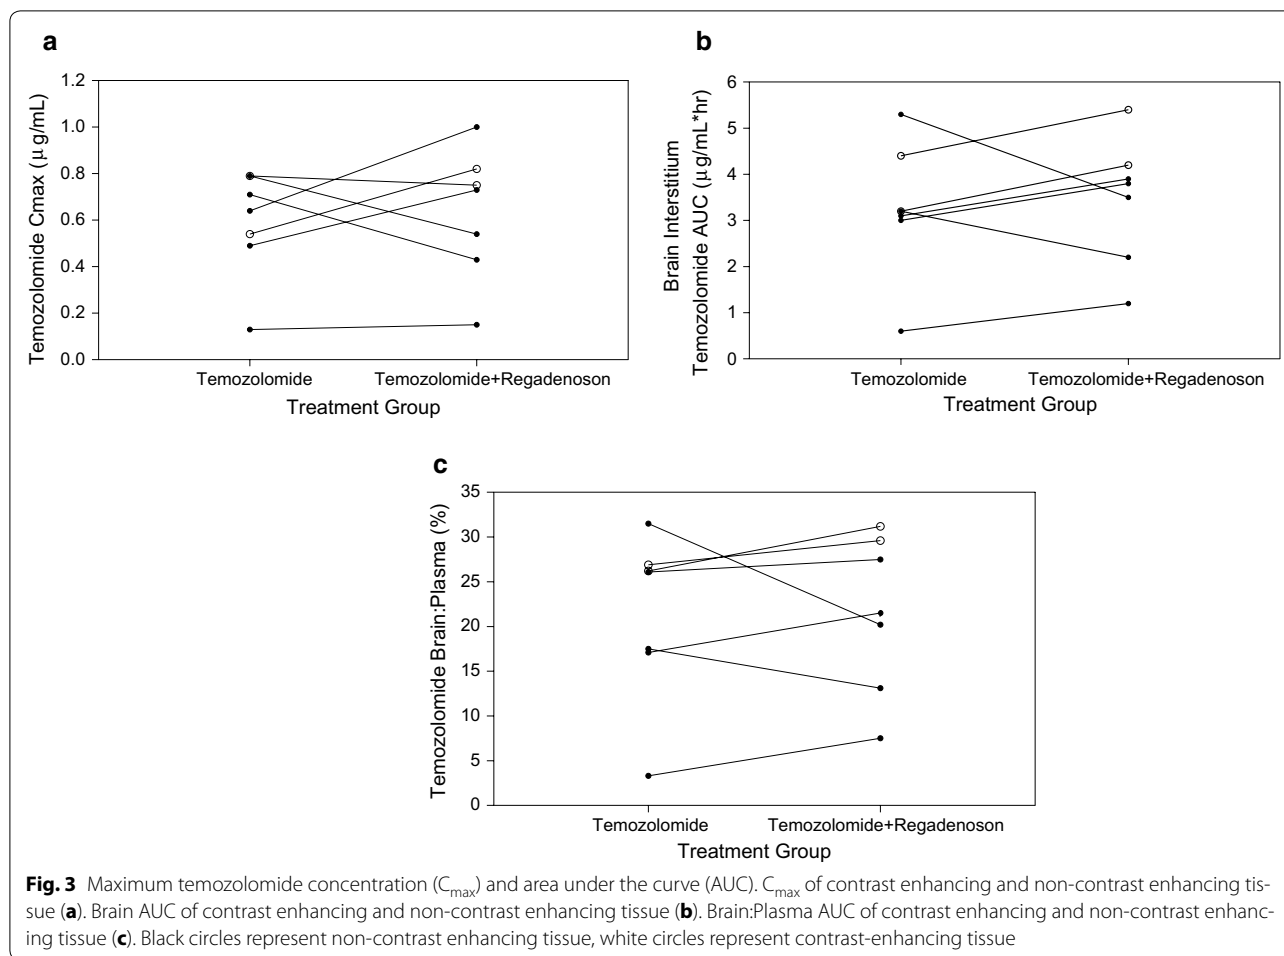 a
Temozolomide Cmax (μ g/mL)
1.2
1.0
0.8
0.6
0.4
0.2
0.0
Temozolomide Temozolomide+Regadenoson
Treatment Group
b
Brain Interstitium
Temozolomide AUC (μ g/mL*hr)
6
5
4
3
2
1
0
Temozolomide Temozolomide+Regadenoson
Treatment Group
c
Temozolomide Brain:Plasma (%)
35
30
25
20
15
10
5
0
Temozolomide Temozolomide+Regadenoson
Treatment Group
Fig. 3 Maximum temozolomide concentration (Cmax) and area under the curve (AUC). Cmax of contrast enhancing and non-contrast enhancing tis-
sue (a). Brain AUC of contrast enhancing and non-contrast enhancing tissue (b). Brain:Plasma AUC of contrast enhancing and non-contrast enhanc-
ing tissue (c). Black circles represent non-contrast enhancing tissue, white circles represent contrast-enhancing tissue